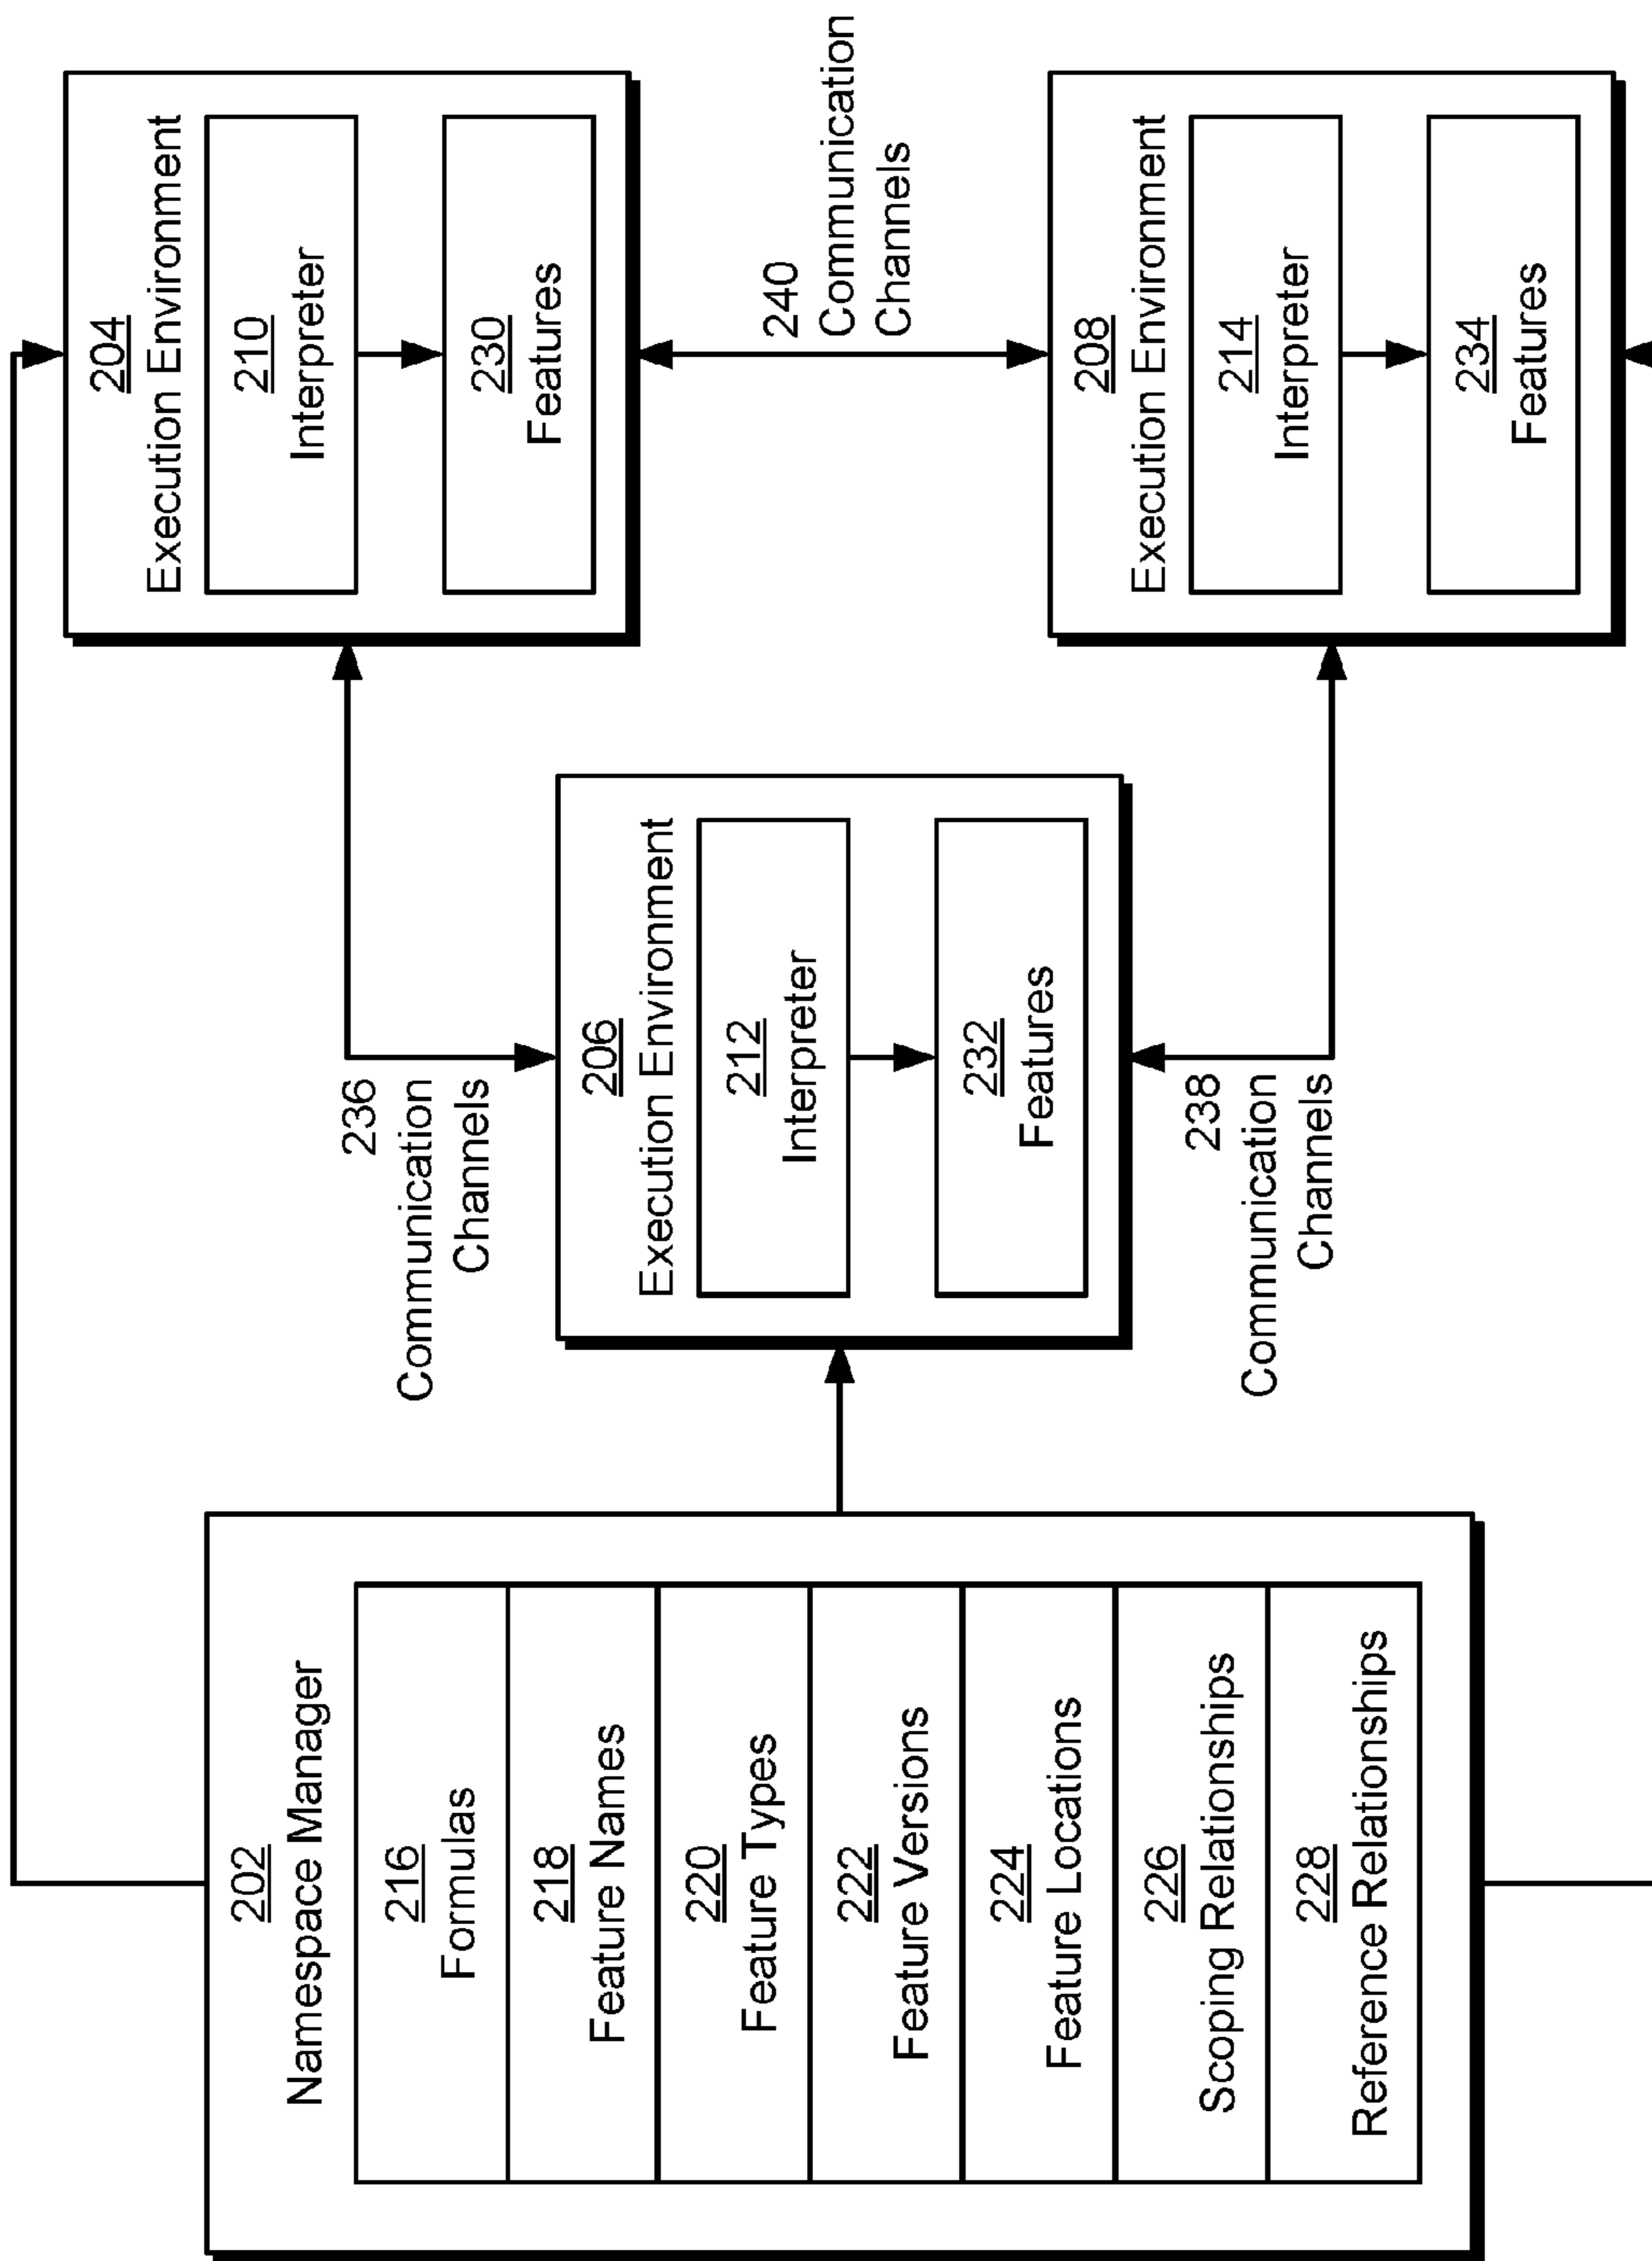 202
Namespace Manager
216
Formulas
218
Feature Names
220
Feature Types
222
Feature Versions
224
Feature Locations
226
Scoping Relationships
228
Reference Relationships
236
Communication
Channels
206
Execution Environment
212
Interpreter
232
Features
238
Communication
Channels
204
Execution Environment
210
Interpreter
230
Features
240
Communication
Channels
208
Execution Environment
214
Interpreter
234
Features